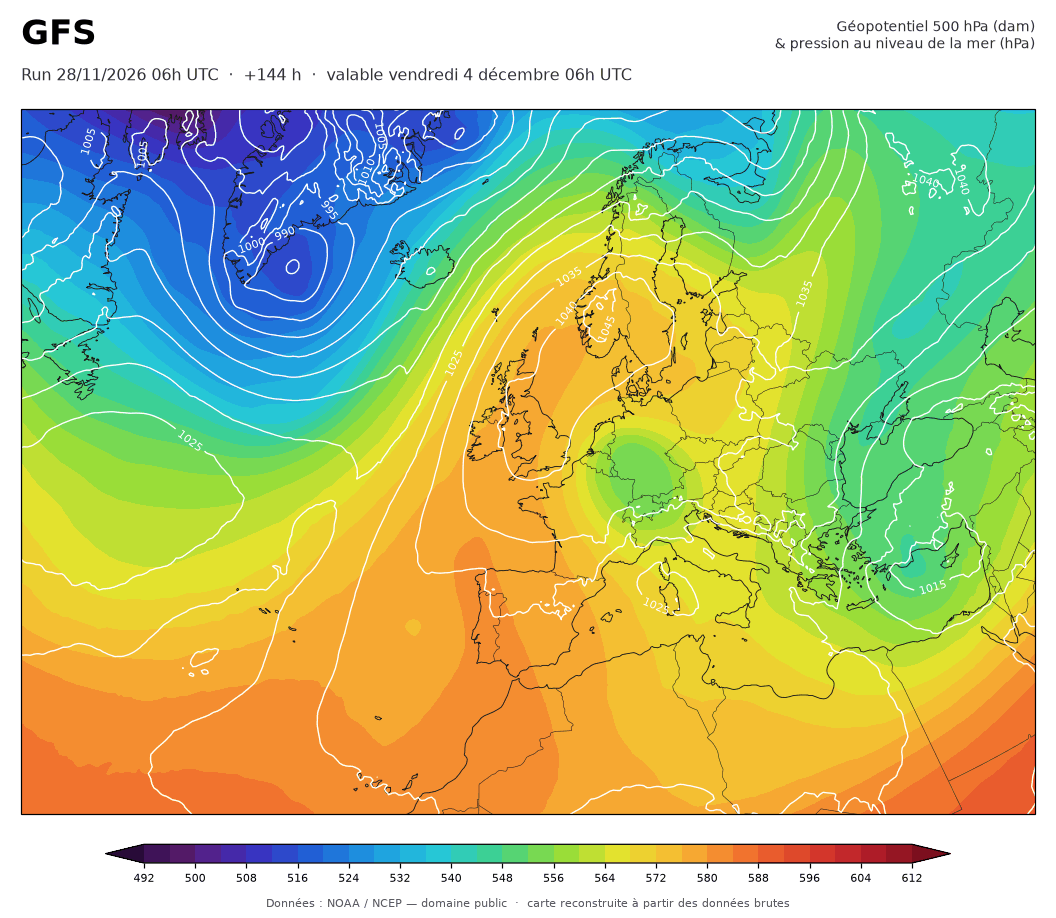 GFS
Géopotentiel 500 hPa (dam)
& pression au niveau de la mer (hPa)
Run 28/11/2026 06h UTC · +144 h · valable vendredi 4 décembre 06h UTC
1005
1005
1005
1010
995
990
1000
1040
1040
1035
1035
1040
1045
1025
1025
1025
1015
492 500 508 516 524 532 540 548 556 564 572 580 588 596 604 612
Données : NOAA / NCEP — domaine public · carte reconstruite à partir des données brutes